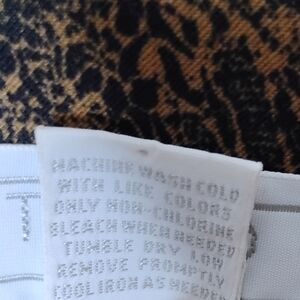 MACHINE WASH COLD
WITH LIKE COLORS
ONLY NON-CHLORINE
BLEACH WHEN NEEDED
TUMBLE DRY LOW
REMOVE PROMPTLY
COOL IRON AS NEEDED